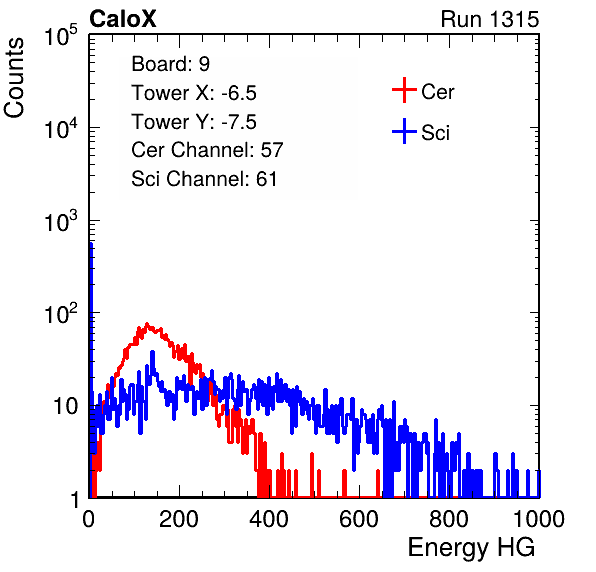 CaloX Run 1315
10^5
Counts
Board: 9
Tower X: -6.5
Tower Y: -7.5
Cer Channel: 57
Sci Channel: 61
Cer
Sci
10^4
10^3
10^2
10
1
0 200 400 600 800 1000
Energy HG